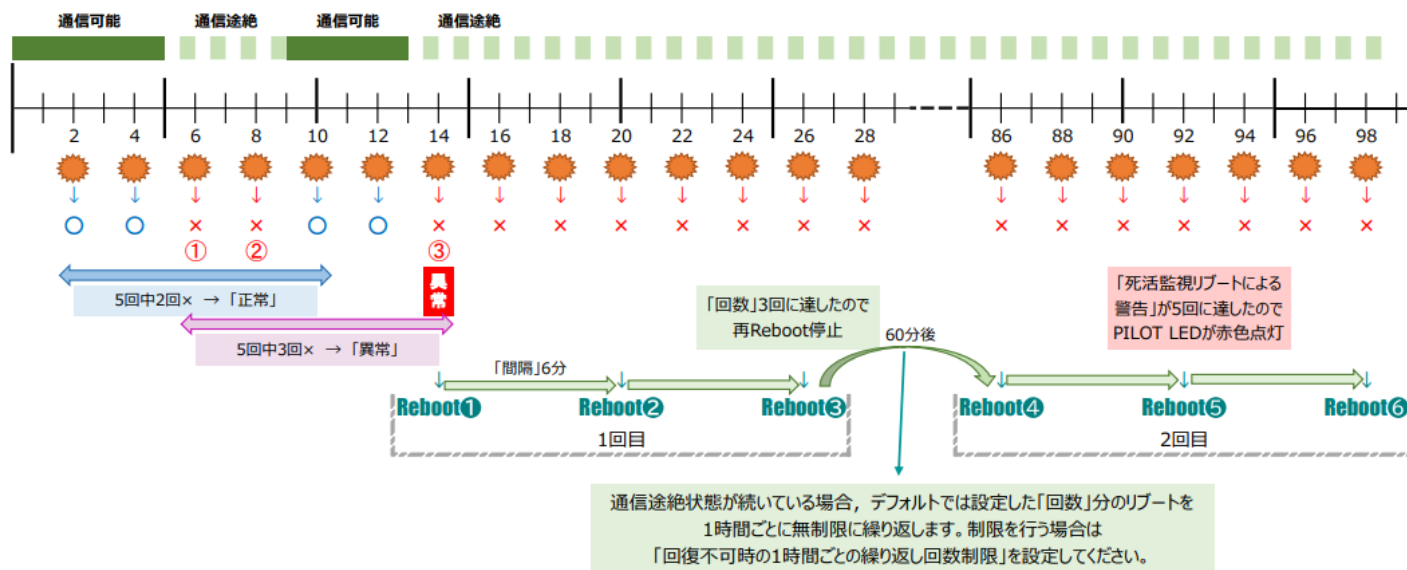 通信可能 通信途絶 通信可能 通信途絶
2 4 6 8 10 12 14 16 18 20 22 24 26 28 86 88 90 92 94 96 98
↓ ↓ ↓ ↓ ↓ ↓ ↓ ↓ ↓ ↓ ↓ ↓ ↓ ↓ ↓ ↓ ↓ ↓ ↓ ↓ ↓
○ ○ × × ○ ○ × × × × × × × × × × × × × × ×
① ② ③
異常
5回中2回× → 「正常」
5回中3回× → 「異常」
「回数」3回に達したので
再Reboot停止
「死活監視リブートによる
警告」が5回に達したので
PILOT LEDが赤色点灯
60分後
「間隔」6分
↓ ↓ ↓ ↓ ↓ ↓
Reboot❶ Reboot❷ Reboot❸ Reboot❹ Reboot❺ Reboot❻
1回目 2回目
通信途絶状態が続いている場合，デフォルトでは設定した「回数」分のリブートを
1時間ごとに無制限に繰り返します。制限を行う場合は
「回復不可時の1時間ごとの繰り返し回数制限」を設定してください。